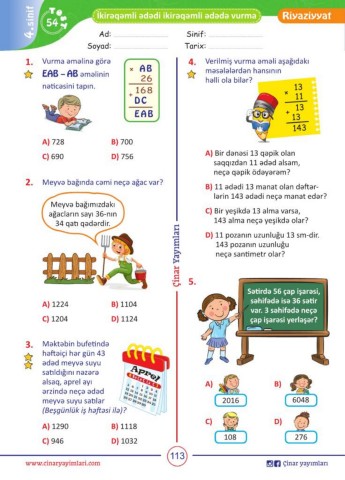 4.sinif
TEST
54
İkirəqəmli ədədi ikirəqəmli ədədə vurma
Riyaziyyat
Ad:
Sinif:
Soyad:
Tarix:
1. Vurma əməlinə görə
EAB – AB əməlinin
nəticəsini tapın.
× AB
26
+ 168
DC
EAB
A) 728
B) 700
C) 690
D) 756
2. Meyvə bağında cəmi neçə ağac var?
Meyvə bağımızdakı
ağacların sayı 36-nın
34 qatı qədərdir.
A) 1224
B) 1104
C) 1204
D) 1124
3. Məktəbin bufetində
həftəiçi hər gün 43
ədəd meyvə suyu
satıldığını nəzərə
alsaq, aprel ayı
ərzində neçə ədəd
meyvə suyu satılar
(Beşgünlük iş həftəsi ilə)?
Aprel
A) 1290
B) 1118
C) 946
D) 1032
Çinar Yayımları
4. Verilmiş vurma əməli aşağıdakı
məsələlərdən hansının
həlli ola bilər?
× 13
11
+ 13
13
143
A) Bir dənəsi 13 qəpik olan
saqqızdan 11 ədəd alsam,
neçə qəpik ödəyərəm?
B) 11 ədədi 13 manat olan dəftər-
lərin 143 ədədi neçə manat edər?
C) Bir yeşikdə 13 alma varsa,
143 alma neçə yeşikdə olar?
D) 11 pozanın uzunluğu 13 sm-dir.
143 pozanın uzunluğu
neçə santimetr olar?
5. Sətirdə 56 çap işarəsi,
səhifədə isə 36 sətir
var. 3 səhifədə neçə
çap işarəsi yerləşər?
A) 2016
B) 6048
C) 108
D) 276
www.cinaryayimlari.com
113
Çinar yayımları